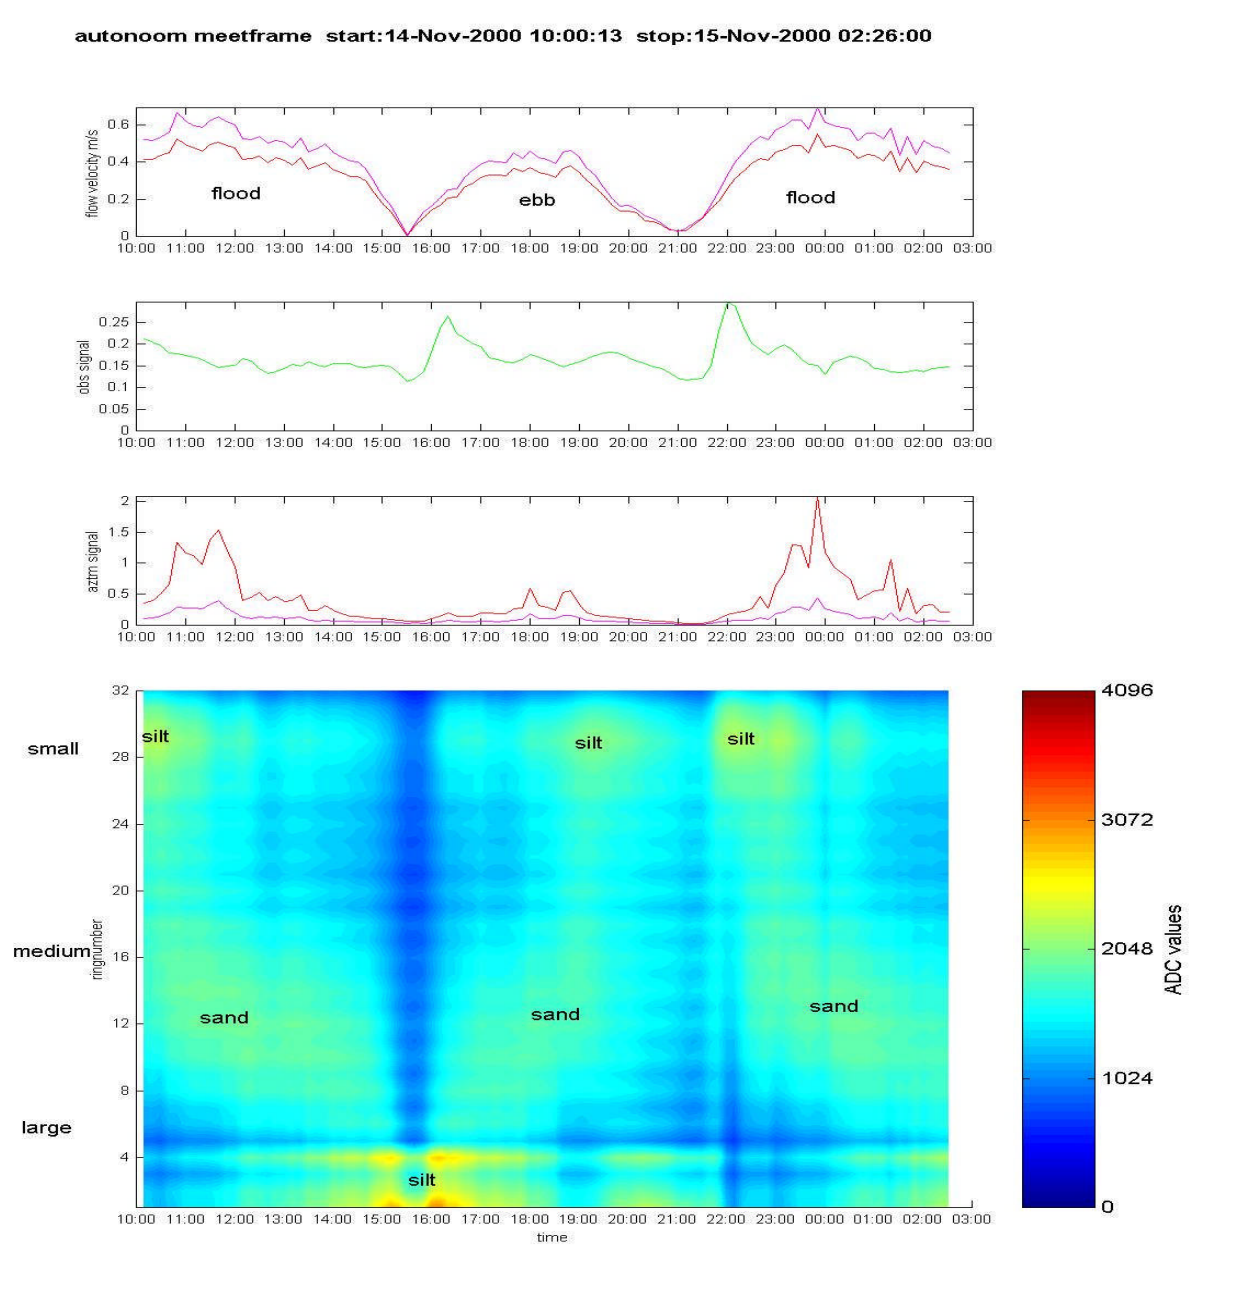 autonoom meetframe  start:14-Nov-2000 10:00:13  stop:15-Nov-2000 02:26:00
flow velocity m/s
0.6
0.4
0.2
0
flood
ebb
flood
10:00 11:00 12:00 13:00 14:00 15:00 16:00 17:00 18:00 19:00 20:00 21:00 22:00 23:00 00:00 01:00 02:00 03:00
obs signal
0.25
0.2
0.15
0.1
0.05
0
10:00 11:00 12:00 13:00 14:00 15:00 16:00 17:00 18:00 19:00 20:00 21:00 22:00 23:00 00:00 01:00 02:00 03:00
aztm signal
2
1.5
1
0.5
0
10:00 11:00 12:00 13:00 14:00 15:00 16:00 17:00 18:00 19:00 20:00 21:00 22:00 23:00 00:00 01:00 02:00 03:00
small
medium
large
ringnumber
32
28
24
20
16
12
8
4
silt
silt
silt
sand
sand
sand
silt
10:00 11:00 12:00 13:00 14:00 15:00 16:00 17:00 18:00 19:00 20:00 21:00 22:00 23:00 00:00 01:00 02:00 03:00
time
4096
3072
2048
1024
0
ADC values